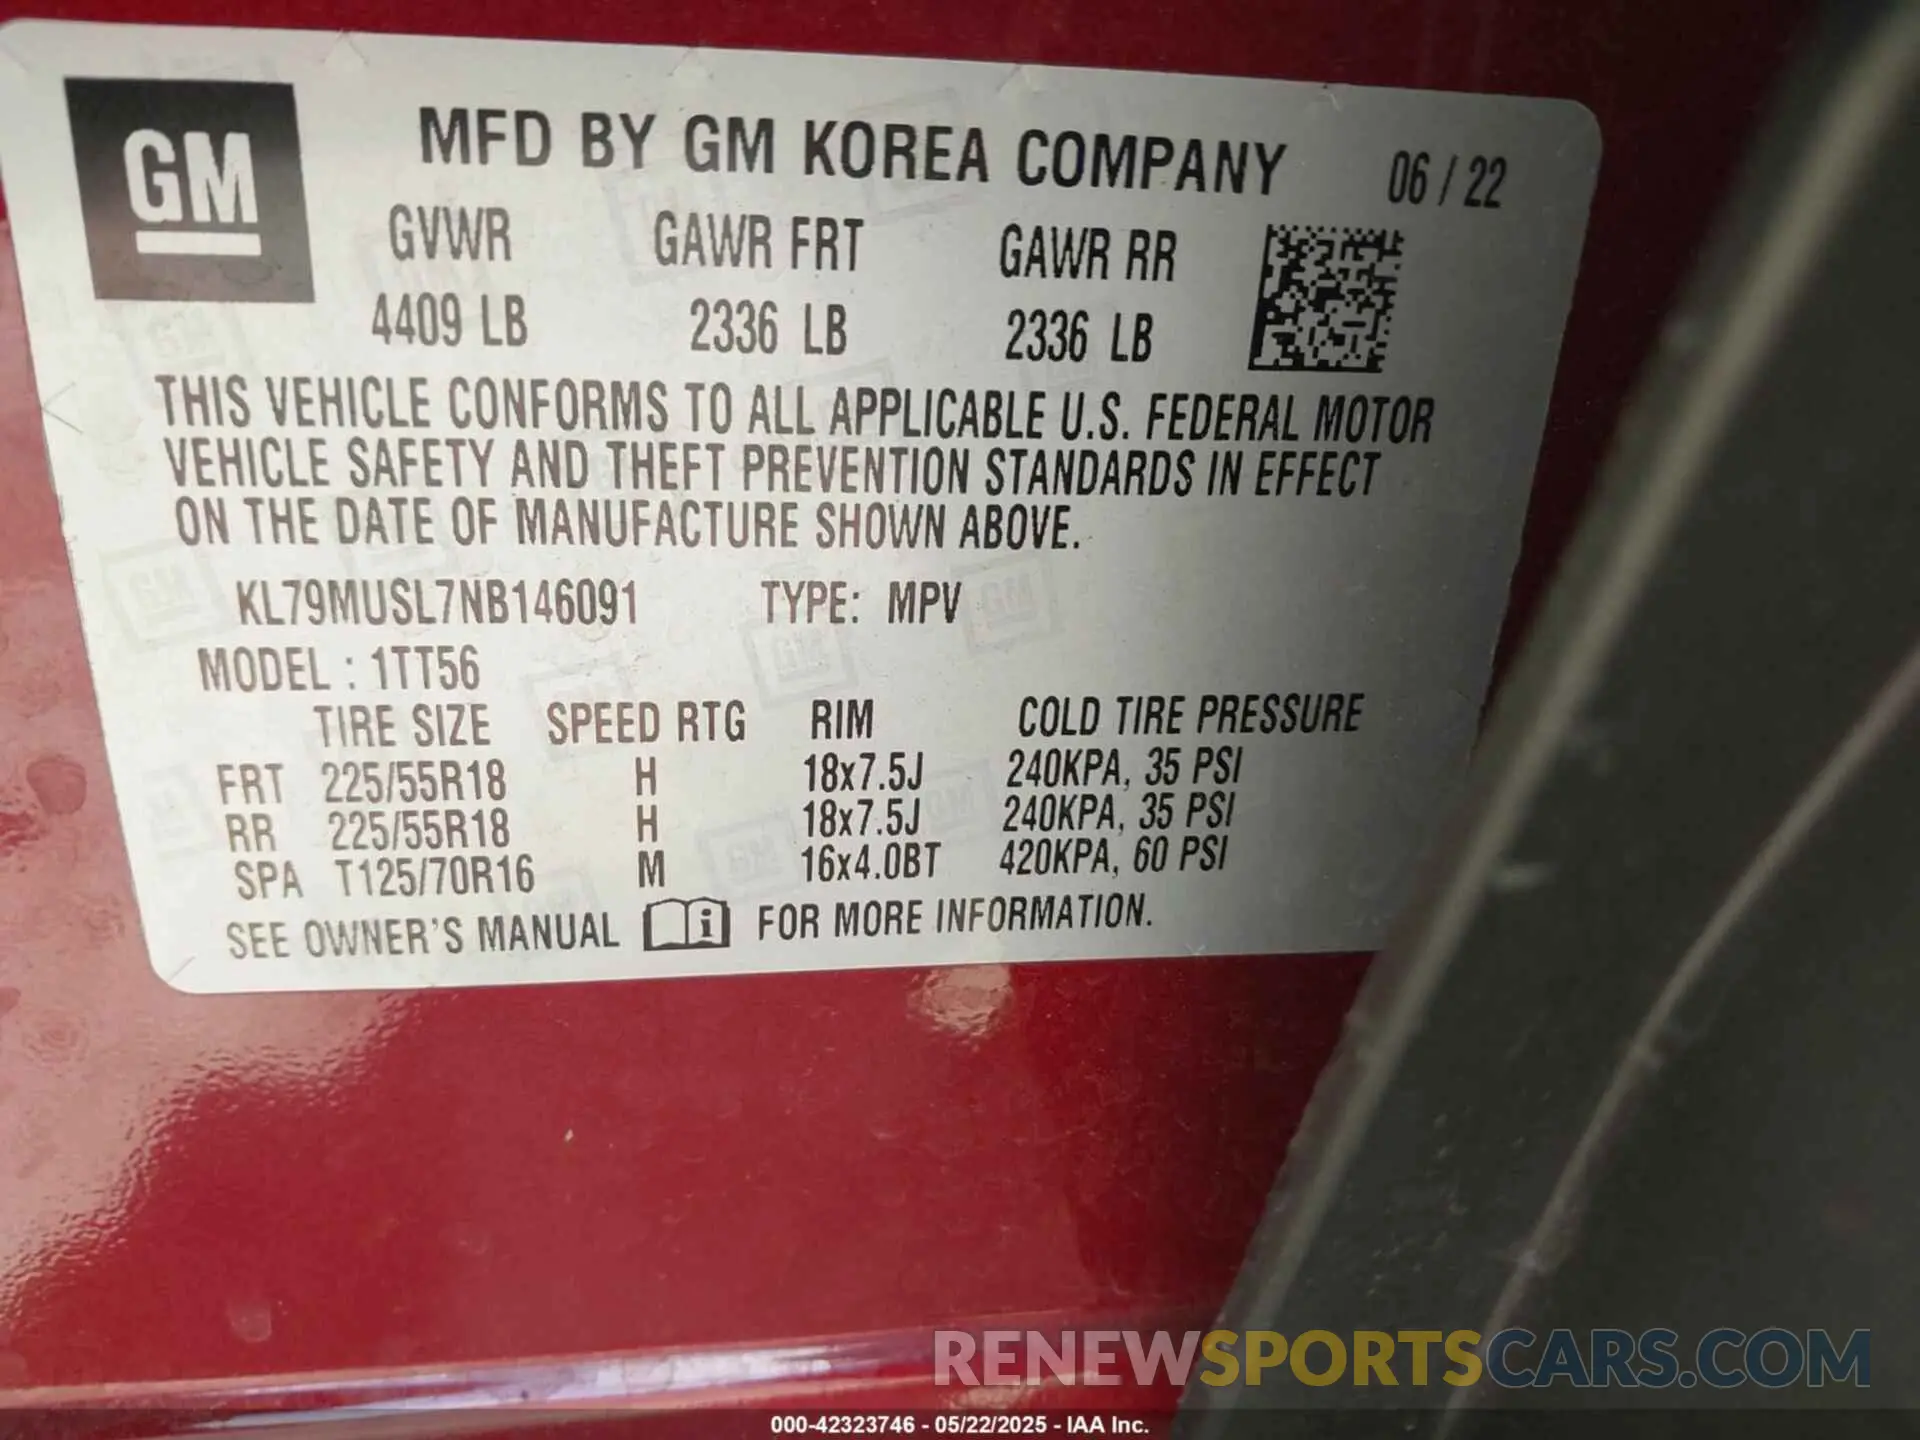 GM
MFD BY GM KOREA COMPANY 06 / 22
GVWR GAWR FRT GAWR RR
4409 LB 2336 LB 2336 LB
THIS VEHICLE CONFORMS TO ALL APPLICABLE U.S. FEDERAL MOTOR
VEHICLE SAFETY AND THEFT PREVENTION STANDARDS IN EFFECT
ON THE DATE OF MANUFACTURE SHOWN ABOVE.
KL79MUSL7NB146091 TYPE: MPV
MODEL : 1TT56
TIRE SIZE SPEED RTG RIM COLD TIRE PRESSURE
FRT 225/55R18 H 18x7.5J 240KPA, 35 PSI
RR 225/55R18 H 18x7.5J 240KPA, 35 PSI
SPA T125/70R16 M 16x4.0BT 420KPA, 60 PSI
SEE OWNER'S MANUAL i FOR MORE INFORMATION.
RENEWSPORTSCARS.COM
000-42323746 - 05/22/2025 - IAA Inc.